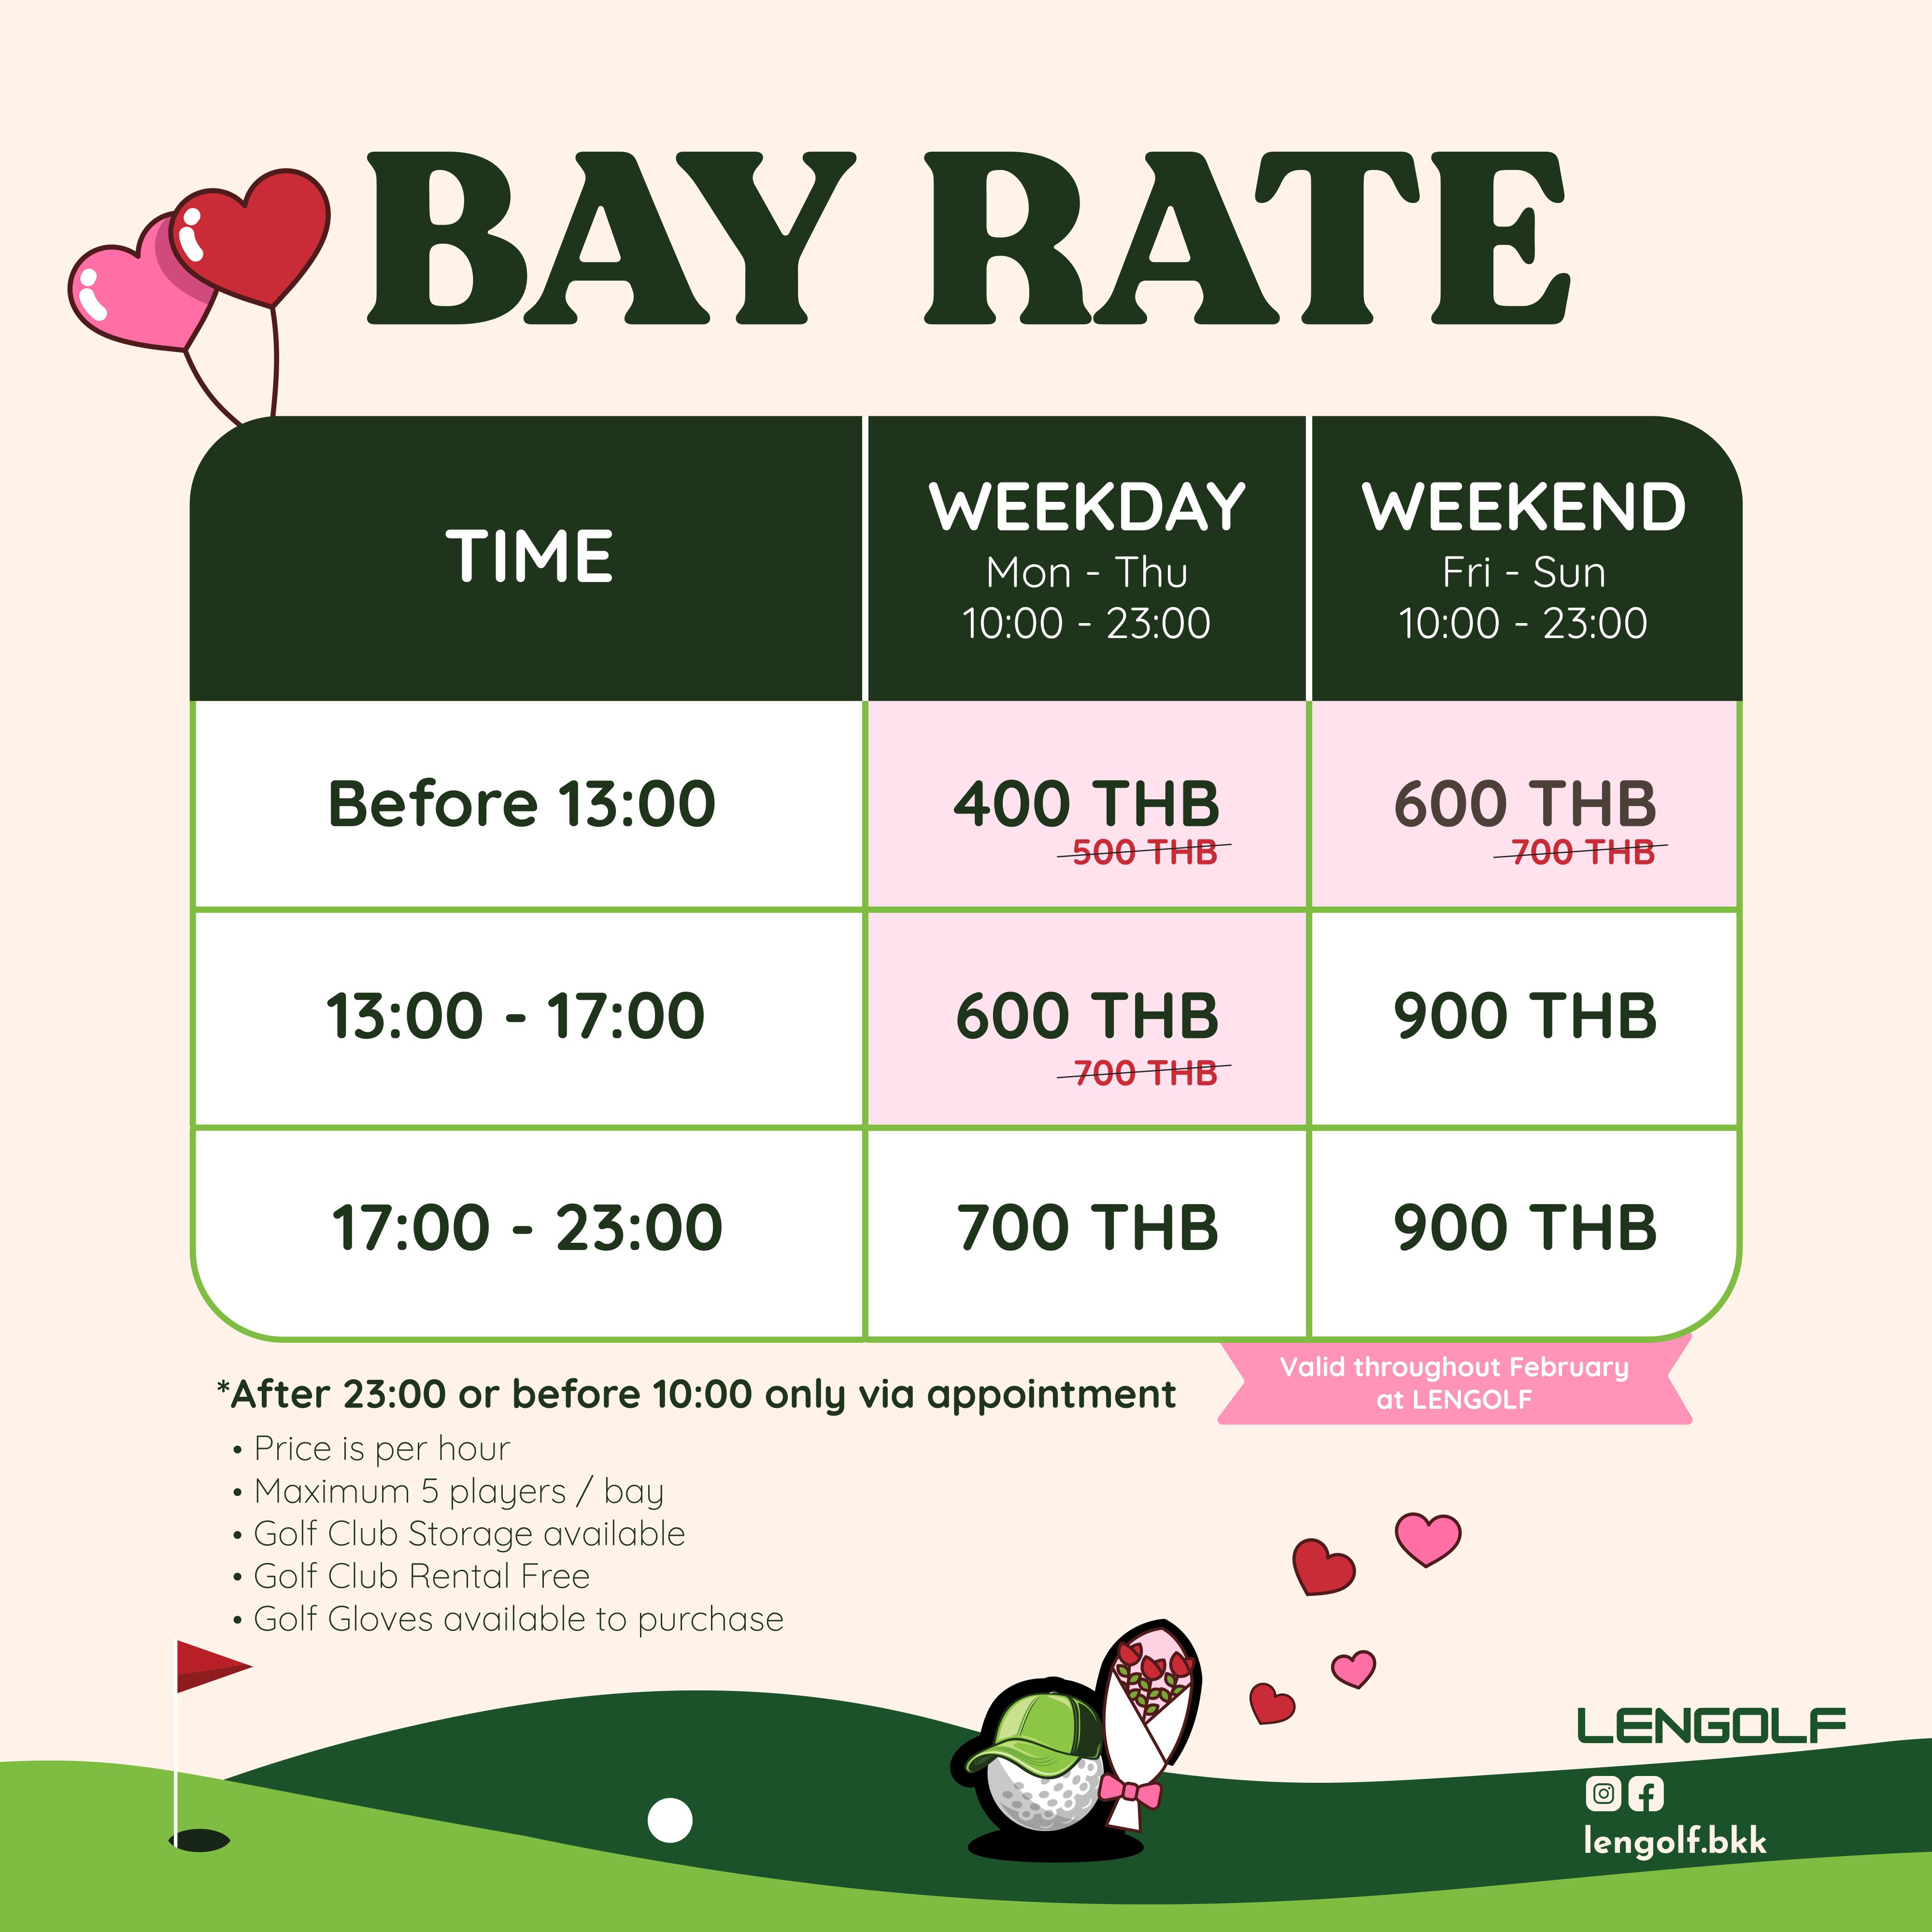 BAY RATE
TIME
WEEKDAY
Mon - Thu
10:00 - 23:00
WEEKEND
Fri - Sun
10:00 - 23:00
Before 13:00
400 THB
500 THB
600 THB
700 THB
13:00 - 17:00
600 THB
700 THB
900 THB
17:00 - 23:00
700 THB
900 THB
Valid throughout February
at LENGOLF
*After 23:00 or before 10:00 only via appointment
• Price is per hour
• Maximum 5 players / bay
• Golf Club Storage available
• Golf Club Rental Free
• Golf Gloves available to purchase
LENGOLF
lengolf.bkk